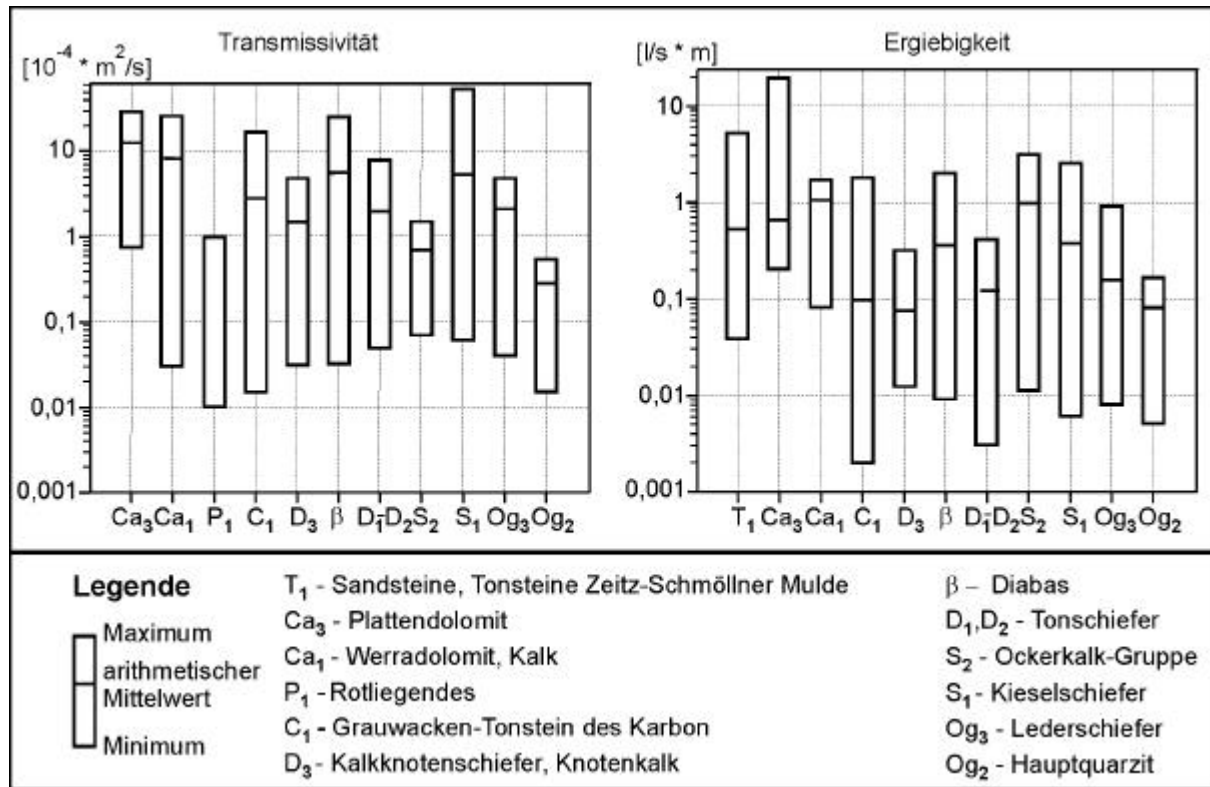 Transmissivität
[10⁻⁴ * m²/s]
10
1
0,1
0,01
0,001
Ca₃ Ca₁ P₁ C₁ D₃ β D₁-D₂ S₂ S₁ Og₃ Og₂
Ergiebigkeit
[l/s * m]
10
1
0,1
0,01
0,001
T₁ Ca₃ Ca₁ C₁ D₃ β D₁-D₂ S₂ S₁ Og₃ Og₂
Legende
Maximum
arithmetischer
Mittelwert
Minimum
T₁ - Sandsteine, Tonsteine Zeitz-Schmöllner Mulde
Ca₃ - Plattendolomit
Ca₁ - Werradolomit, Kalk
P₁ - Rotliegendes
C₁ - Grauwacken-Tonstein des Karbon
D₃ - Kalkknotenschiefer, Knotenkalk
β – Diabas
D₁,D₂ - Tonschiefer
S₂ - Ockerkalk-Gruppe
S₁ - Kieselschiefer
Og₃ - Lederschiefer
Og₂ - Hauptquarzit